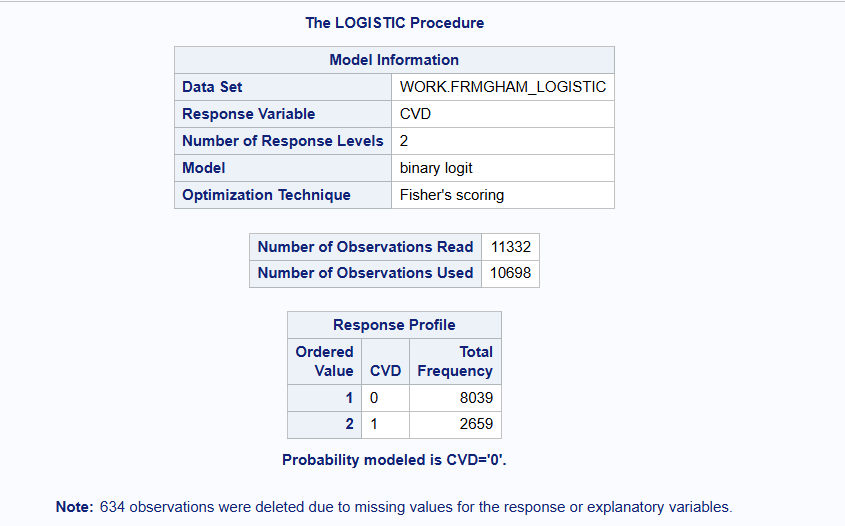 The LOGISTIC Procedure
Model Information
Data Set WORK.FRMGHAM_LOGISTIC
Response Variable CVD
Number of Response Levels 2
Model binary logit
Optimization Technique Fisher's scoring
Number of Observations Read 11332
Number of Observations Used 10698
Response Profile
Ordered Value CVD Total Frequency
1 0 8039
2 1 2659
Probability modeled is CVD='0'.
Note: 634 observations were deleted due to missing values for the response or explanatory variables.